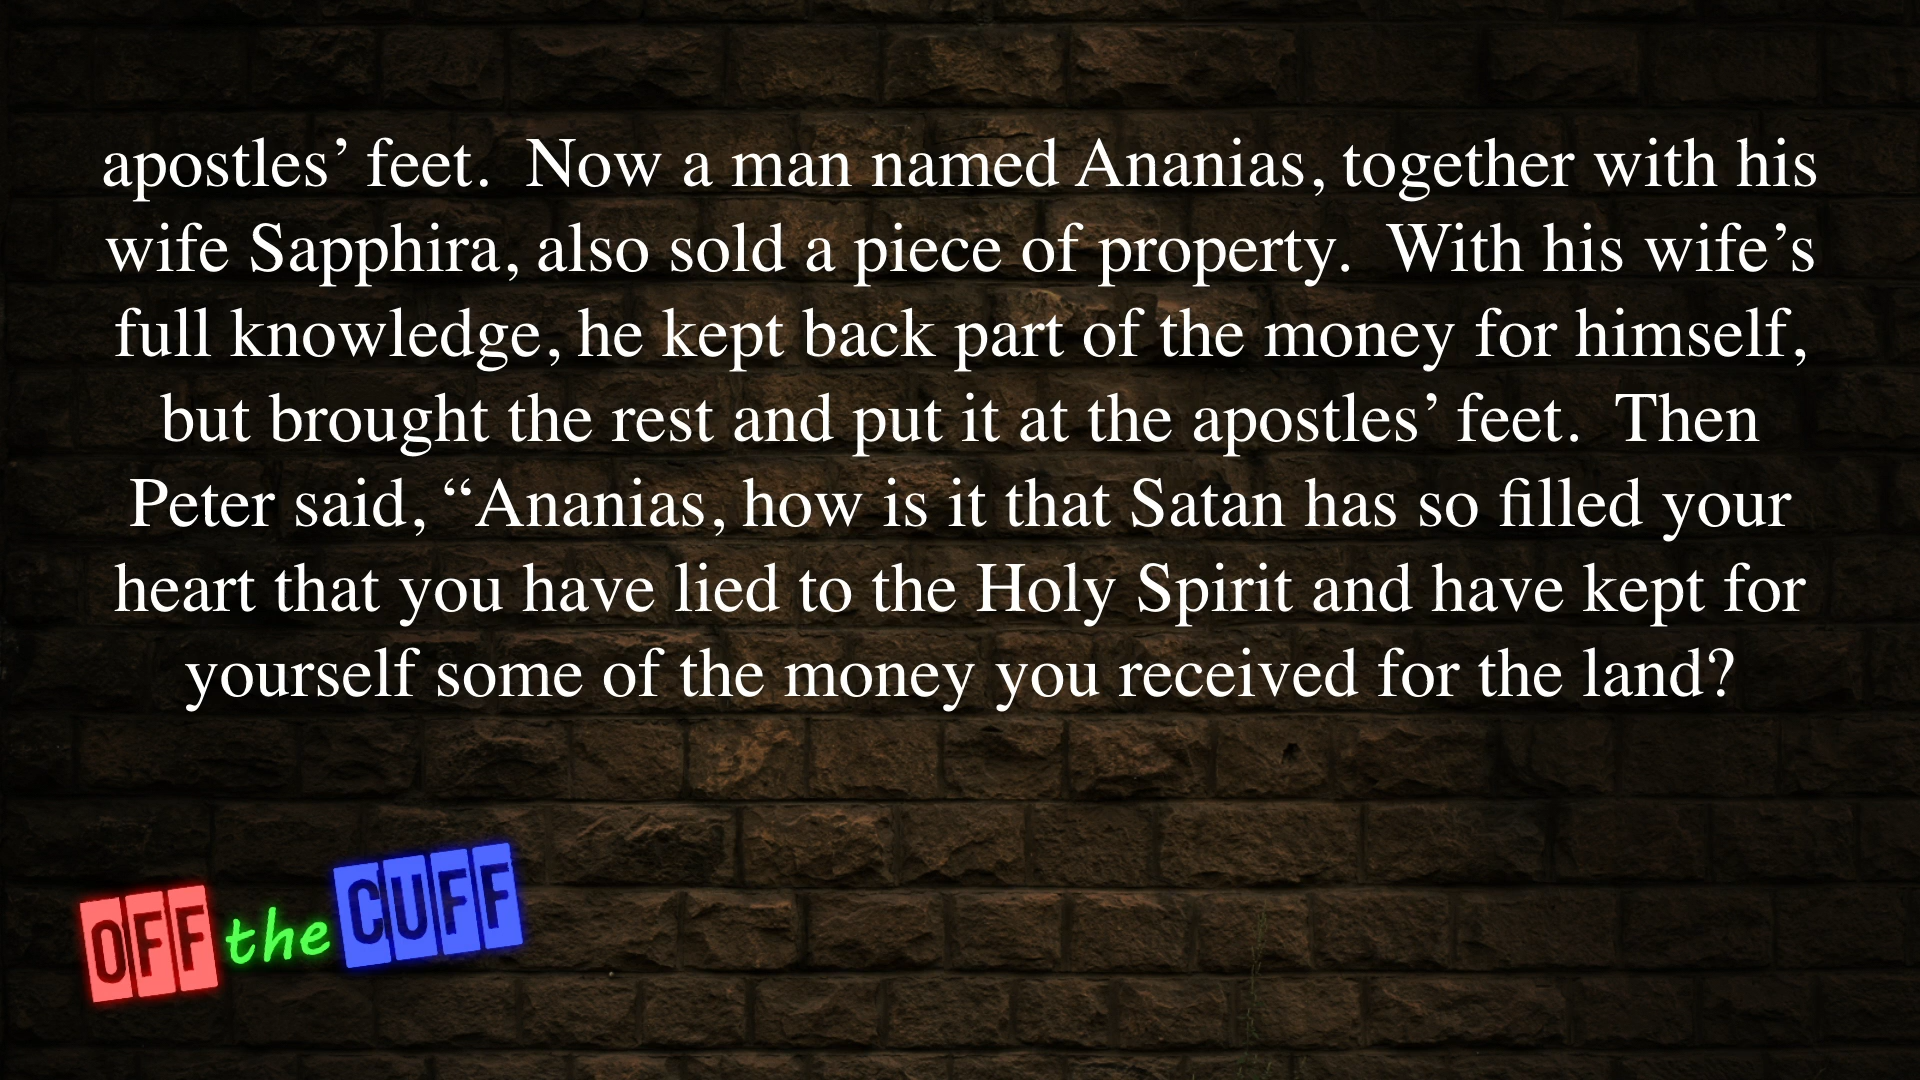 apostles’ feet.  Now a man named Ananias, together with his
wife Sapphira, also sold a piece of property.  With his wife’s
full knowledge, he kept back part of the money for himself,
but brought the rest and put it at the apostles’ feet.  Then
Peter said, “Ananias, how is it that Satan has so filled your
heart that you have lied to the Holy Spirit and have kept for
yourself some of the money you received for the land?
OFF the CUFF